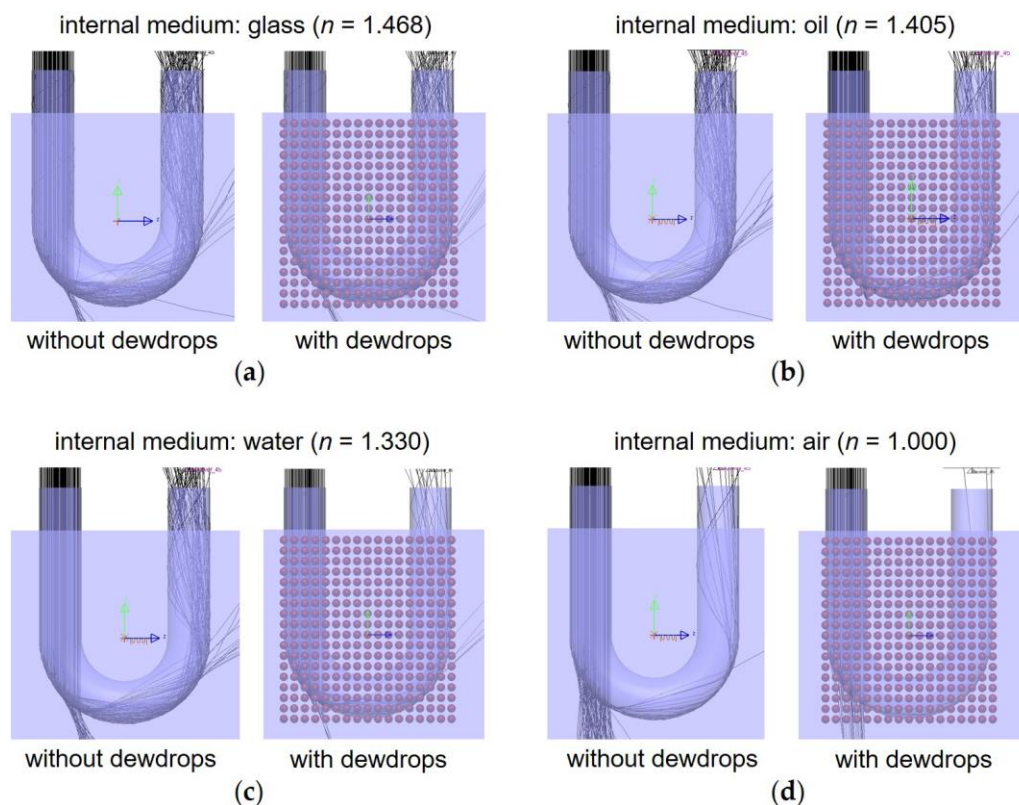 internal medium: glass (n = 1.468)
internal medium: oil (n = 1.405)
without dewdrops
with dewdrops
without dewdrops
with dewdrops
(a)
(b)
internal medium: water (n = 1.330)
internal medium: air (n = 1.000)
without dewdrops
with dewdrops
without dewdrops
with dewdrops
(c)
(d)